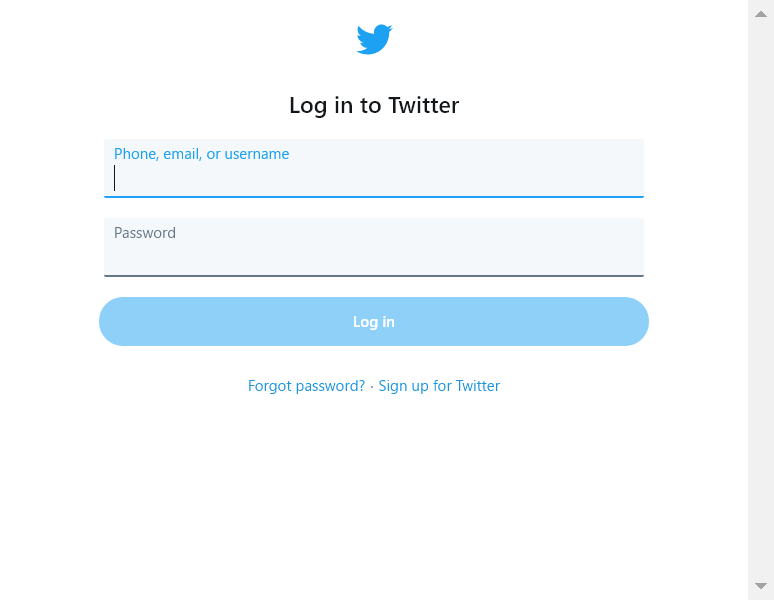 Log in to Twitter
Phone, email, or username
Password
Log in
Forgot password? · Sign up for Twitter